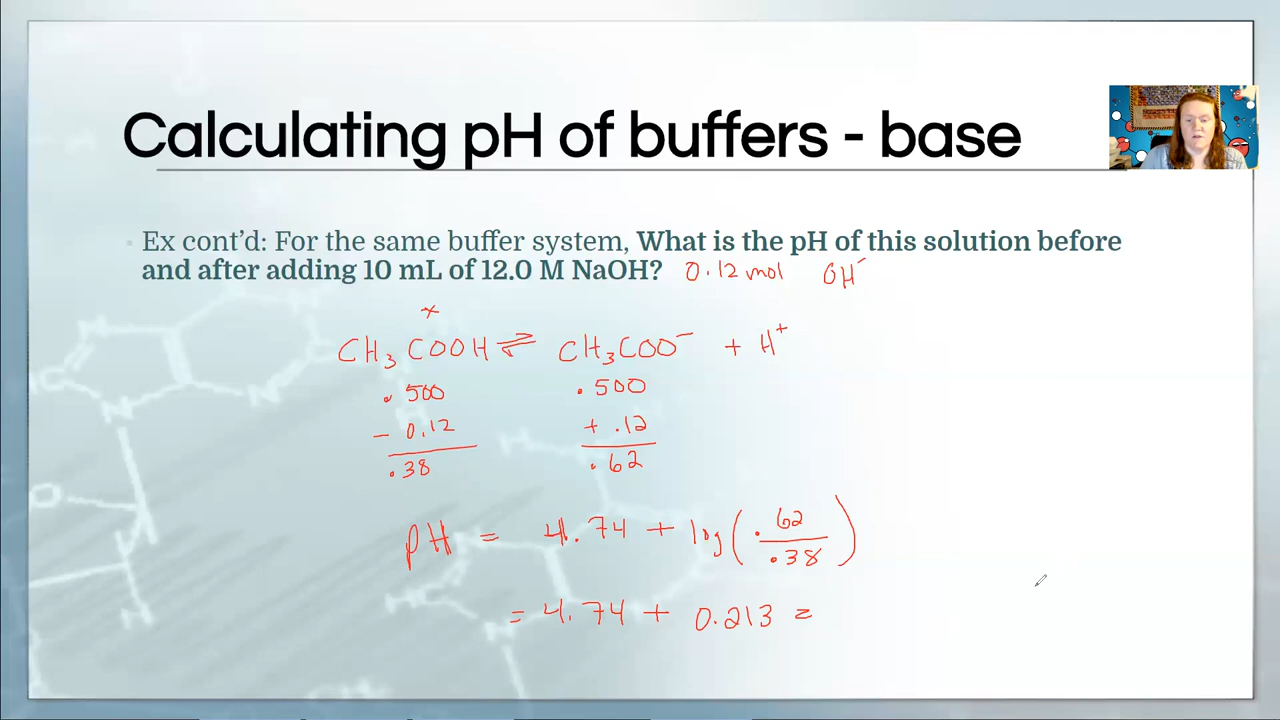 Calculating pH of buffers - base
Ex cont’d: For the same buffer system, What is the pH of this solution before
and after adding 10 mL of 12.0 M NaOH? 0.12 mol OH⁻
x
CH₃COOH ⇌ CH₃COO⁻ + H⁺
.500 .500
- 0.12 + .12
.38 .62
pH = 4.74 + log(.62/.38)
= 4.74 + 0.213 =